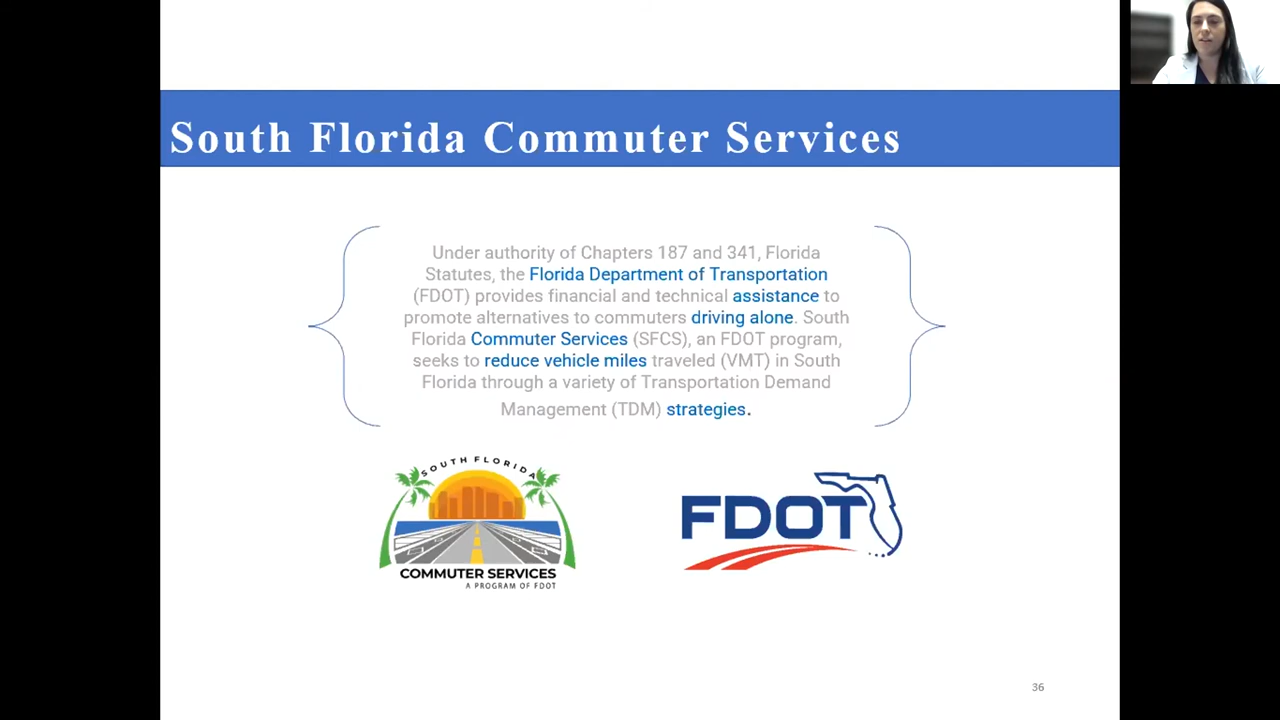 South Florida Commuter Services
Under authority of Chapters 187 and 341, Florida
Statutes, the Florida Department of Transportation
(FDOT) provides financial and technical assistance to
promote alternatives to commuters driving alone. South
Florida Commuter Services (SFCS), an FDOT program,
seeks to reduce vehicle miles traveled (VMT) in South
Florida through a variety of Transportation Demand
Management (TDM) strategies.
SOUTH FLORIDA
COMMUTER SERVICES
A PROGRAM OF FDOT
FDOT
36